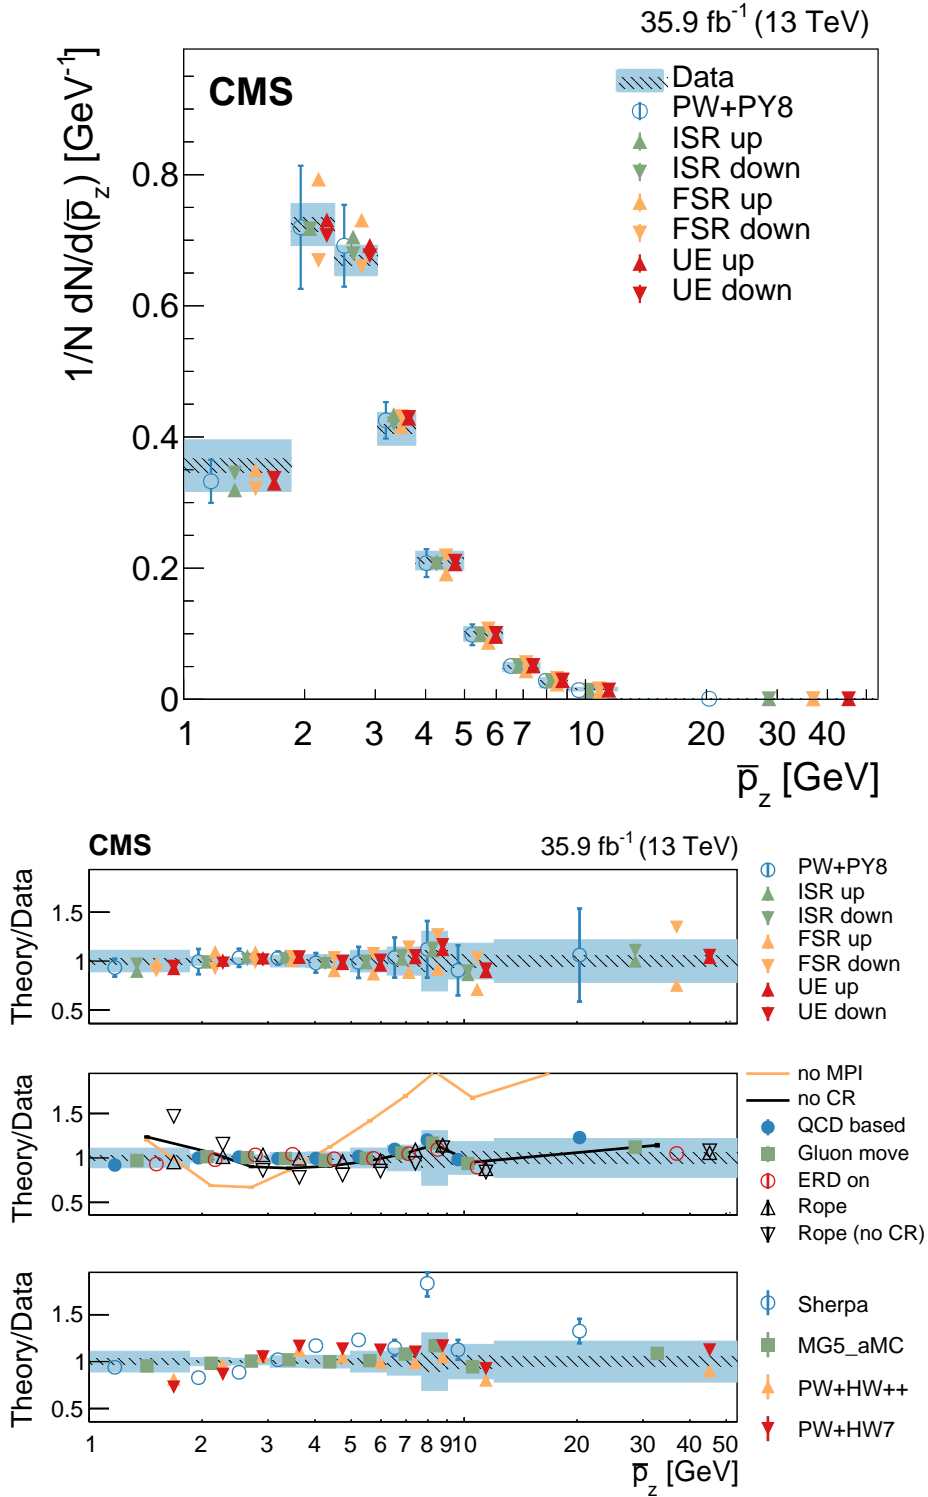 35.9 fb⁻¹ (13 TeV)
CMS
Data
PW+PY8
ISR up
ISR down
FSR up
FSR down
UE up
UE down
1/N dN/d(p̅_z) [GeV⁻¹]
0.8
0.6
0.4
0.2
0
1 2 3 4 5 6 7 10 20 30 40
p̅_z [GeV]
CMS 35.9 fb⁻¹ (13 TeV)
Theory/Data
1.5
1
0.5
PW+PY8
ISR up
ISR down
FSR up
FSR down
UE up
UE down
Theory/Data
1.5
1
0.5
no MPI
no CR
QCD based
Gluon move
ERD on
Rope
Rope (no CR)
Theory/Data
1.5
1
0.5
Sherpa
MG5_aMC
PW+HW++
PW+HW7
1 2 3 4 5 6 7 8 910 20 30 40 50
p̅_z [GeV]